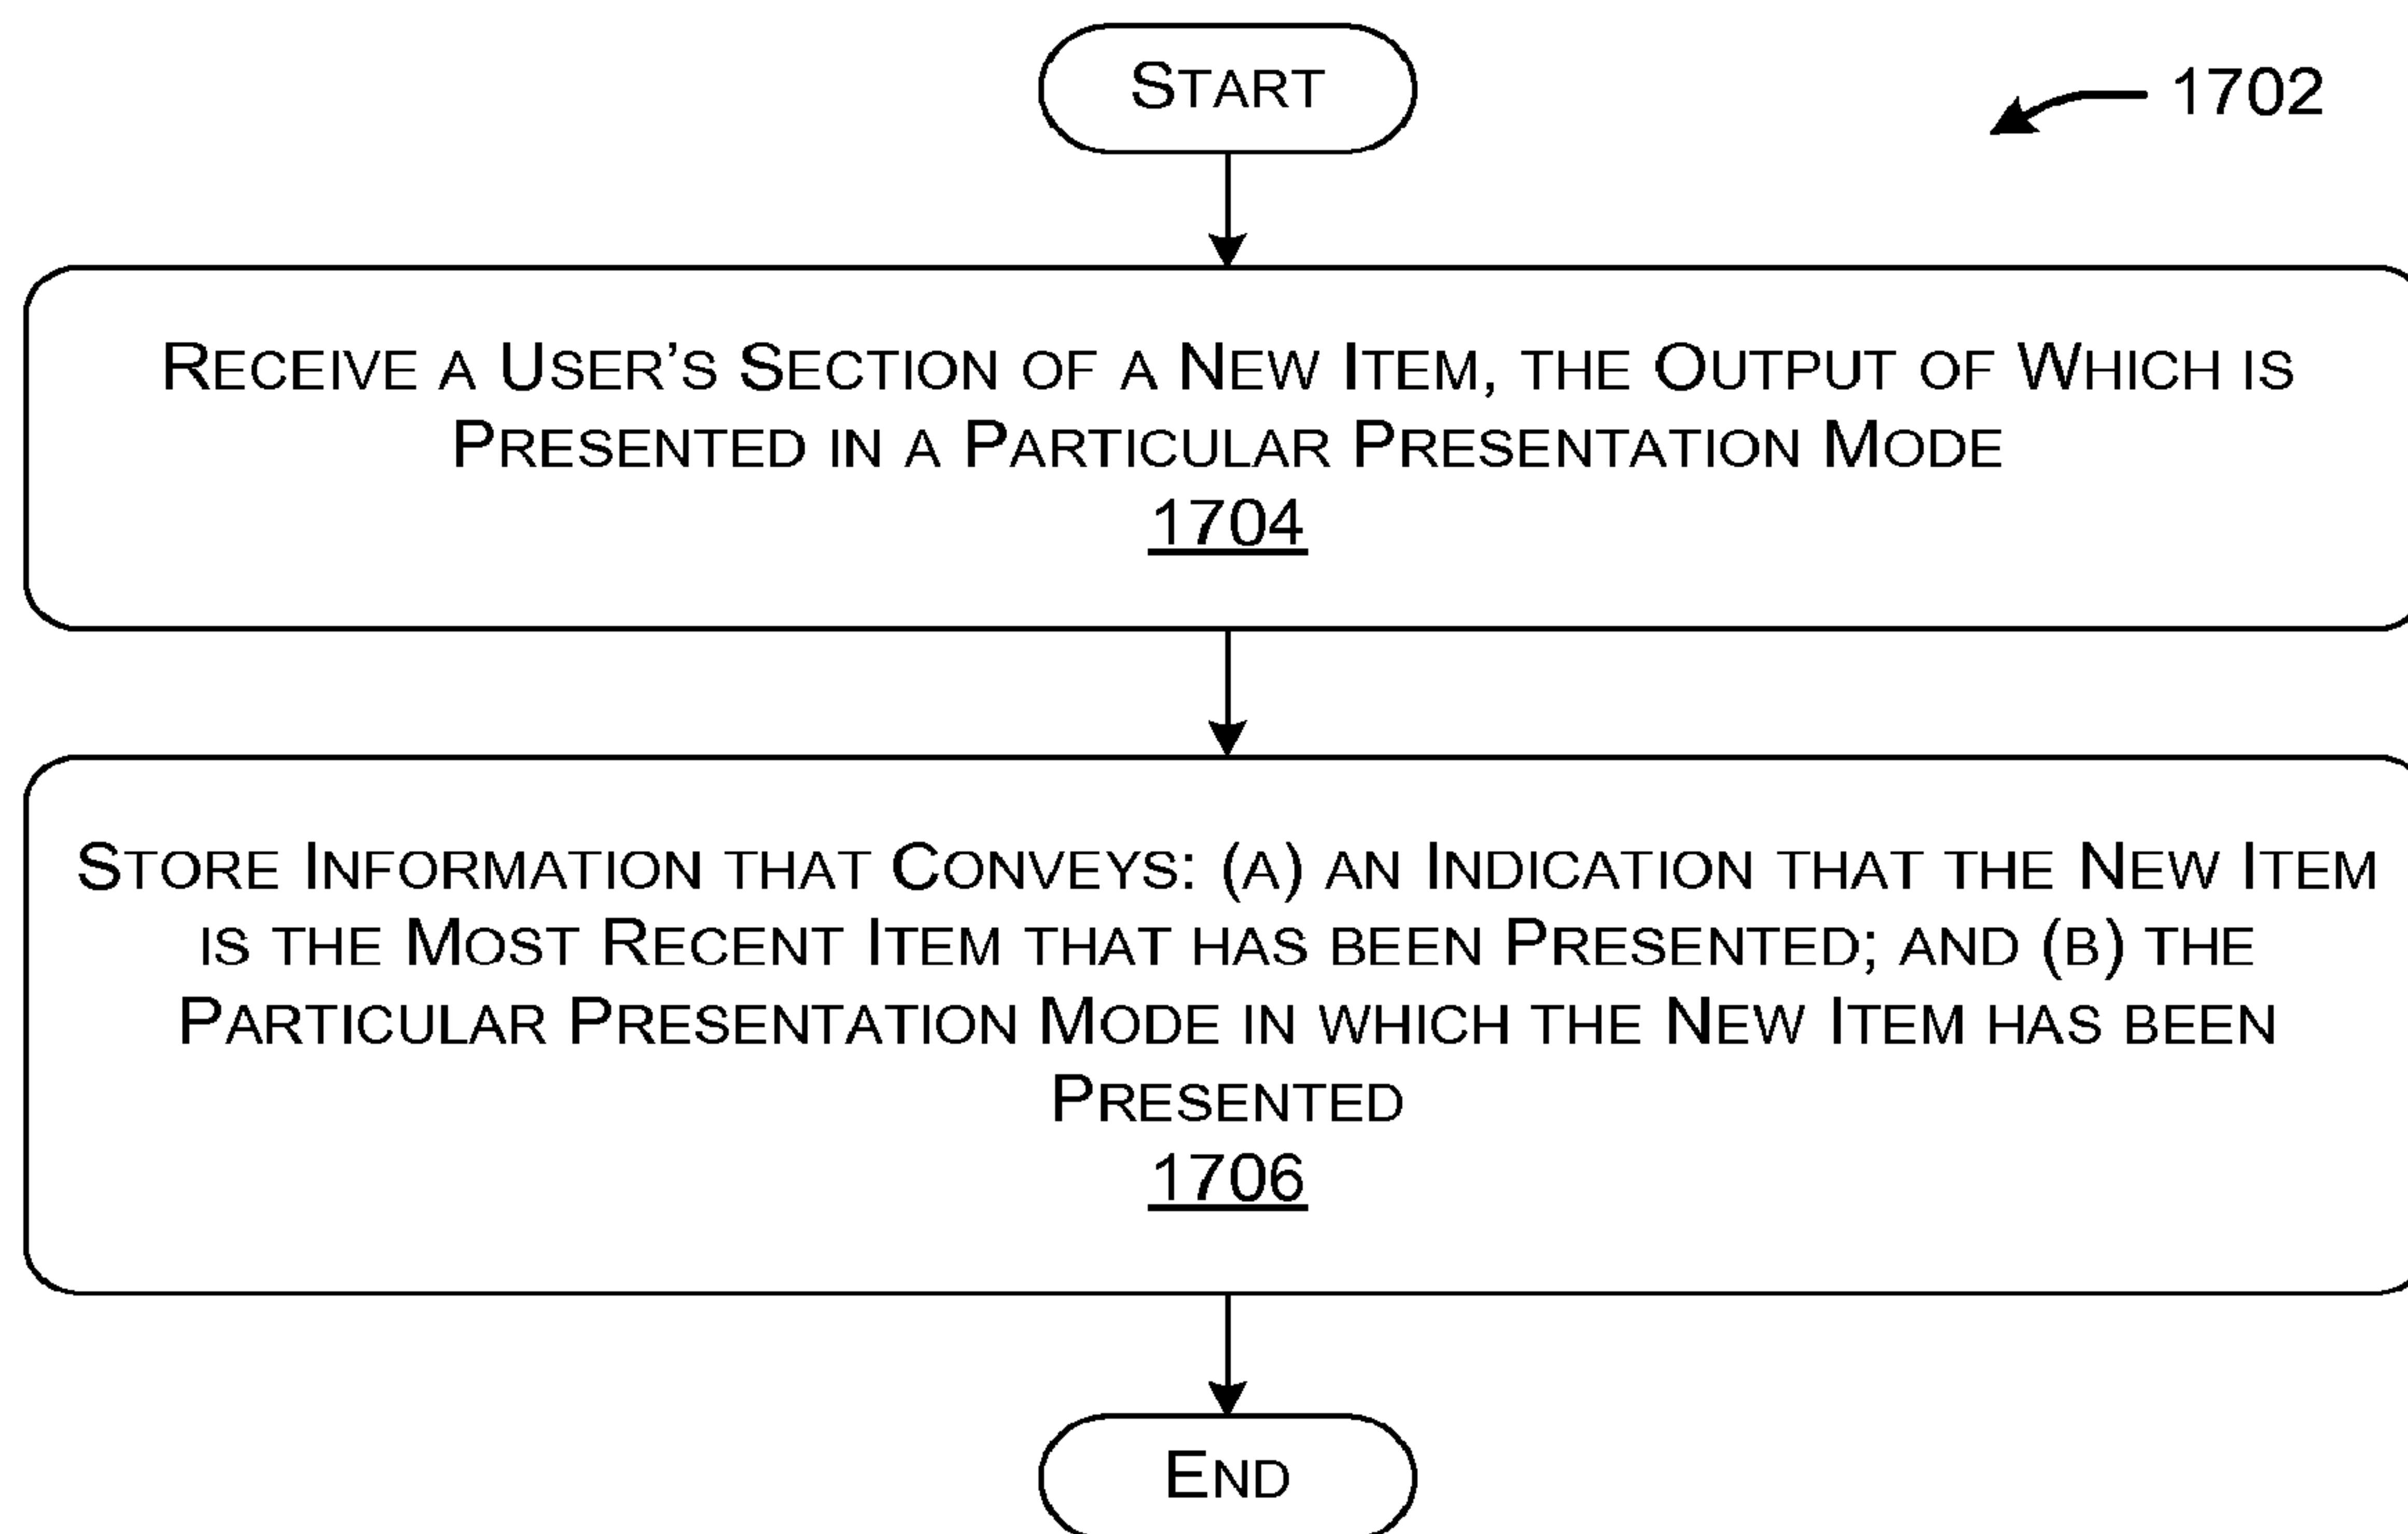 START
1702
RECEIVE A USER'S SECTION OF A NEW ITEM, THE OUTPUT OF WHICH IS
PRESENTED IN A PARTICULAR PRESENTATION MODE
1704
STORE INFORMATION THAT CONVEYS: (A) AN INDICATION THAT THE NEW ITEM
IS THE MOST RECENT ITEM THAT HAS BEEN PRESENTED; AND (B) THE
PARTICULAR PRESENTATION MODE IN WHICH THE NEW ITEM HAS BEEN
PRESENTED
1706
END